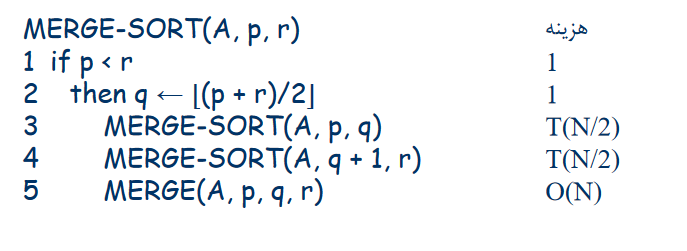 MERGE-SORT(A, p, r) هزینه
1 if p < r 1
2 then q ← ⌊(p + r)/2⌋ 1
3 MERGE-SORT(A, p, q) T(N/2)
4 MERGE-SORT(A, q + 1, r) T(N/2)
5 MERGE(A, p, q, r) O(N)